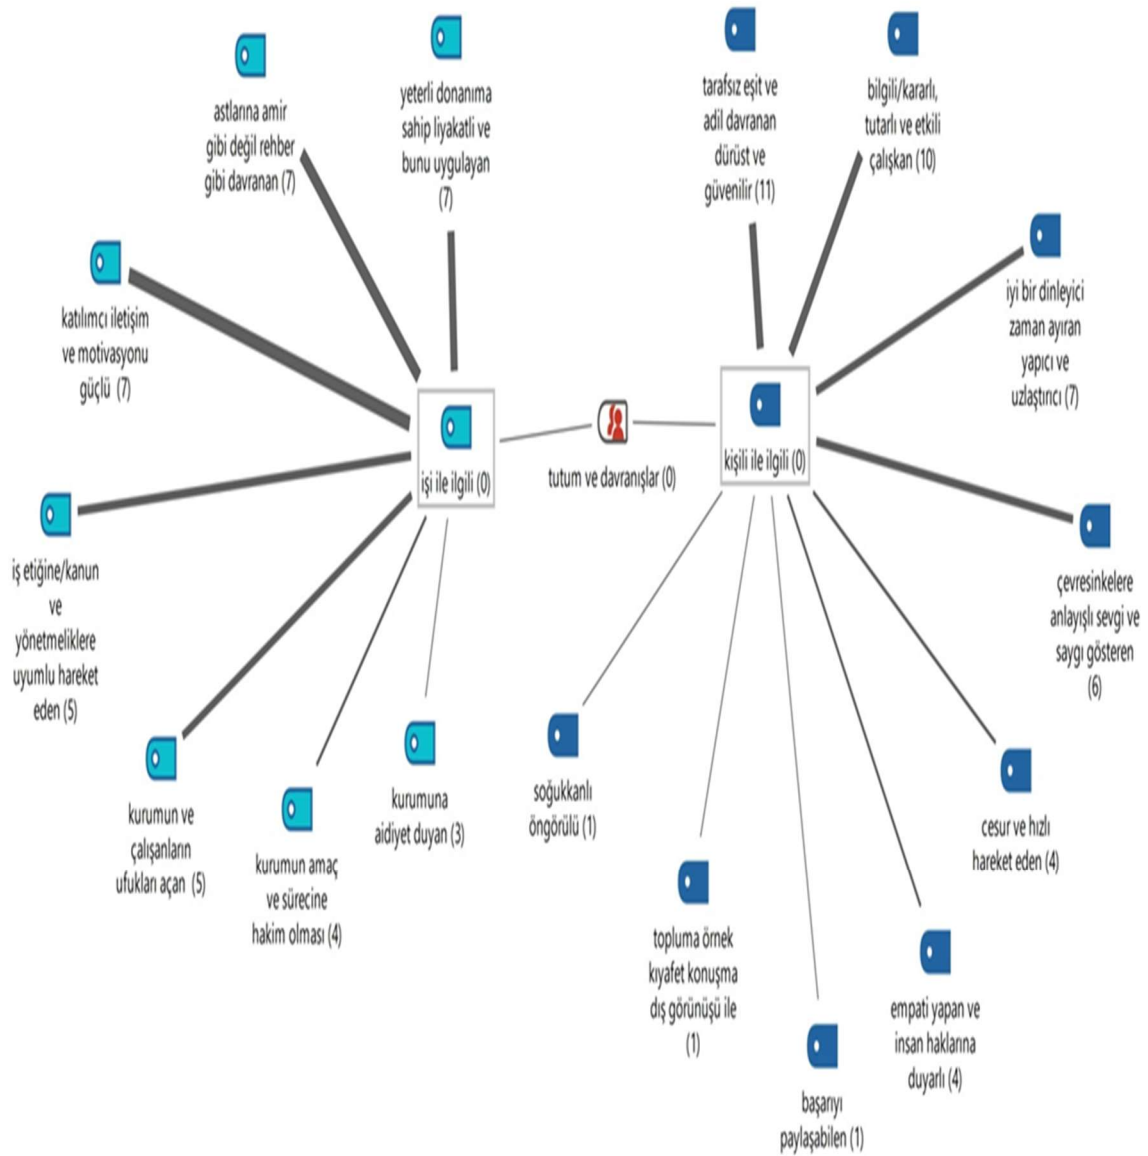 astlarına amir
gibi değil rehber
gibi davranan (7)
yeterli donanıma
sahip liyakatli ve
bunu uygulayan
(7)
tarafsız eşit ve
adil davranan
dürüst ve
güvenilir (11)
bilgili/kararlı,
tutarlı ve etkili
çalışkan (10)
katılımcı iletişim
ve motivasyonu
güçlü (7)
iyi bir dinleyici
zaman ayıran
yapıcı ve
uzlaştırıcı (7)
işi ile ilgili (0)
tutum ve davranışlar (0)
kişili ile ilgili (0)
iş etiğine/kanun
ve
yönetmeliklere
uyumlu hareket
eden (5)
çevresinkelere
anlayışlı sevgi ve
saygı gösteren
(6)
kurumun ve
çalışanların
ufukları açan (5)
kurumun amaç
ve sürecine
hakim olması (4)
kurumuna
aidiyet duyan (3)
soğukkanlı
öngörülü (1)
cesur ve hızlı
hareket eden (4)
topluma örnek
kıyafet konuşma
dış görünüşü ile
(1)
empati yapan ve
insan haklarına
duyarlı (4)
başarıyı
paylaşabilen (1)